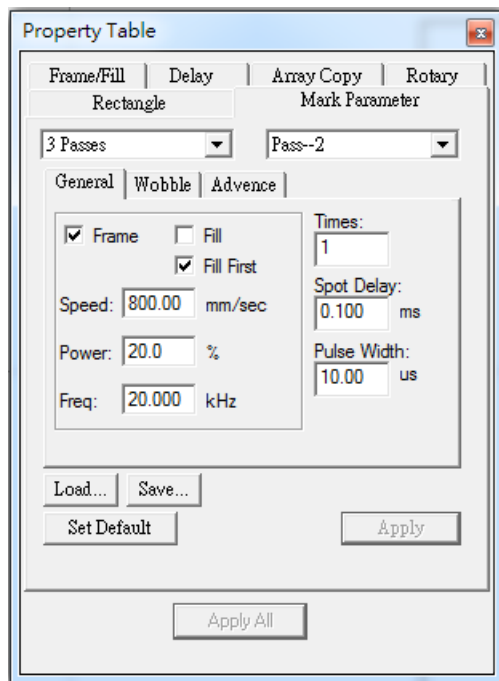 Property Table
Frame/Fill Delay Array Copy Rotary
Rectangle Mark Parameter
3 Passes Pass--2
General Wobble Advence
Frame Fill
Fill First
Speed: 800.00 mm/sec
Power: 20.0 %
Freq: 20.000 kHz
Times:
1
Spot Delay:
0.100 ms
Pulse Width:
10.00 us
Load... Save...
Set Default Apply
Apply All